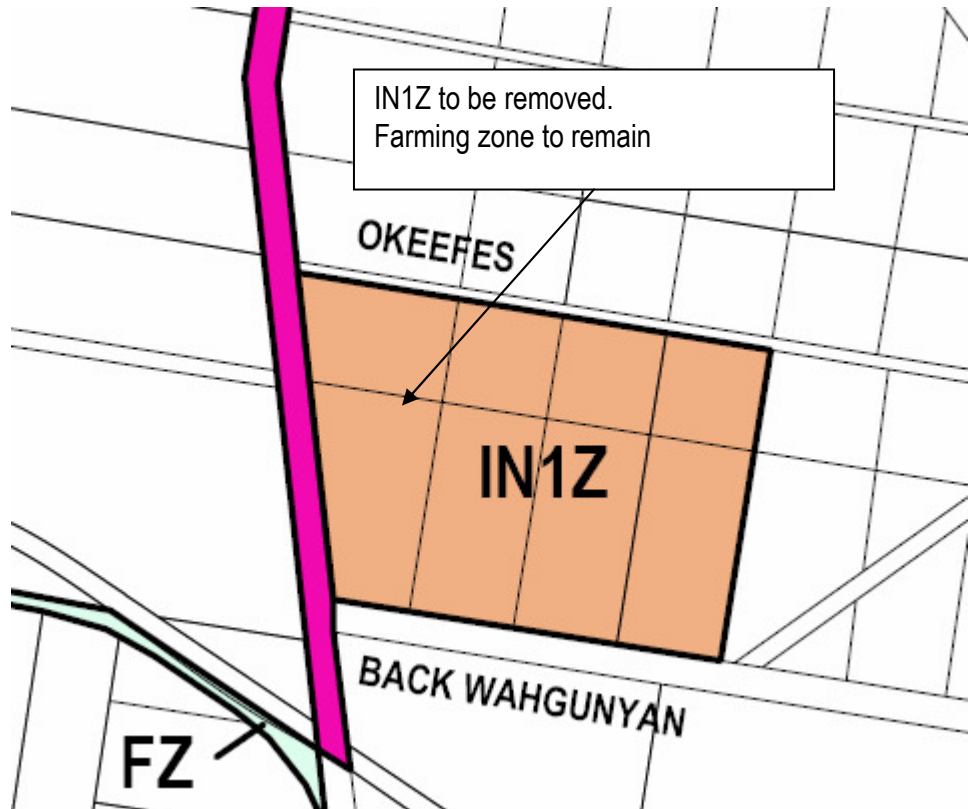 IN1Z to be removed.
Farming zone to remain
OKEEFES
IN1Z
BACK WAHGUNYAN
FZ